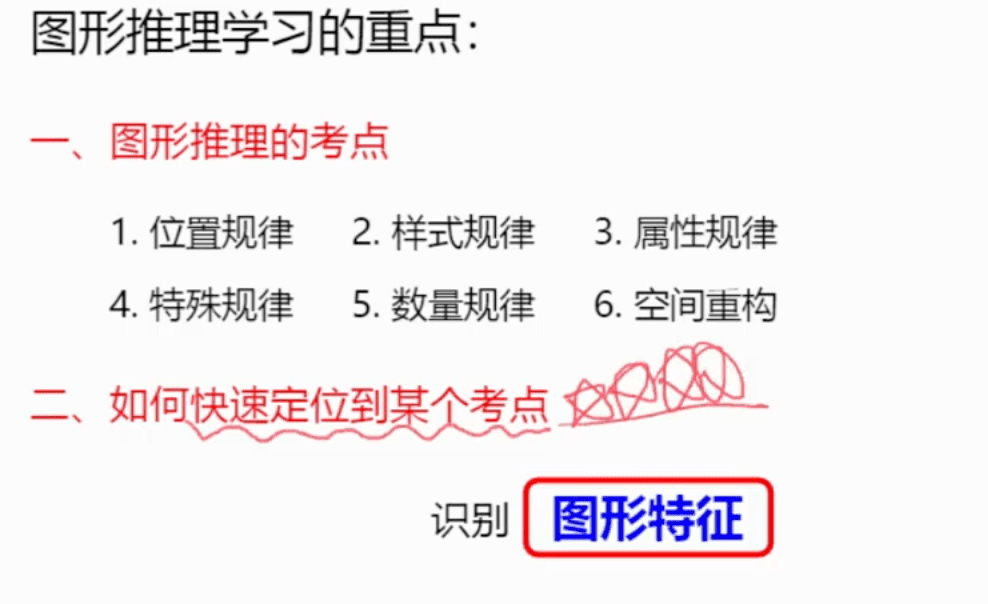 图形推理学习的重点：
一、图形推理的考点
1. 位置规律 2. 样式规律 3. 属性规律
4. 特殊规律 5. 数量规律 6. 空间重构
二、如何快速定位到某个考点
识别 图形特征